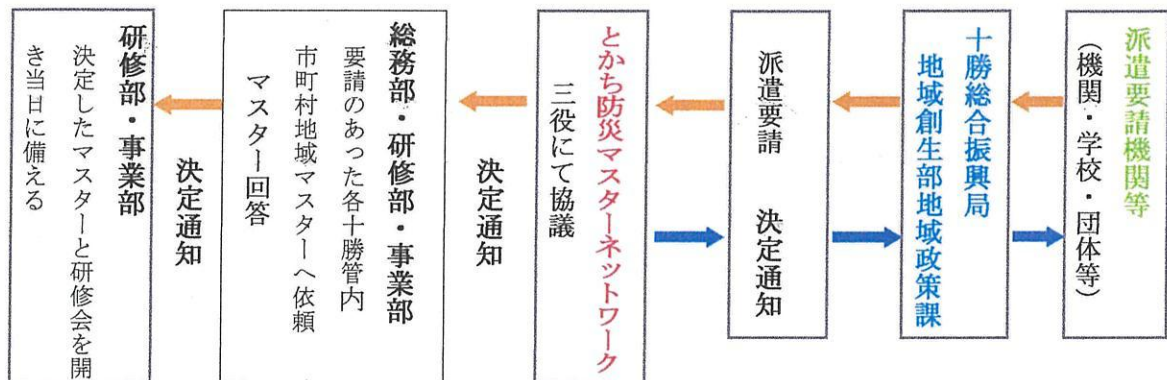 派遣要請機関等
（機関・学校・団体等）
十勝総合振興局
地域創生部地域政策課
派遣要請　決定通知
とかち防災マスターネットワーク
三役にて協議
決定通知
総務部・研修部・事業部
要請のあった各十勝管内
市町村地域マスターへ依頼
マスター回答
決定通知
研修部・事業部
決定したマスターと研修会を開
き当日に備える